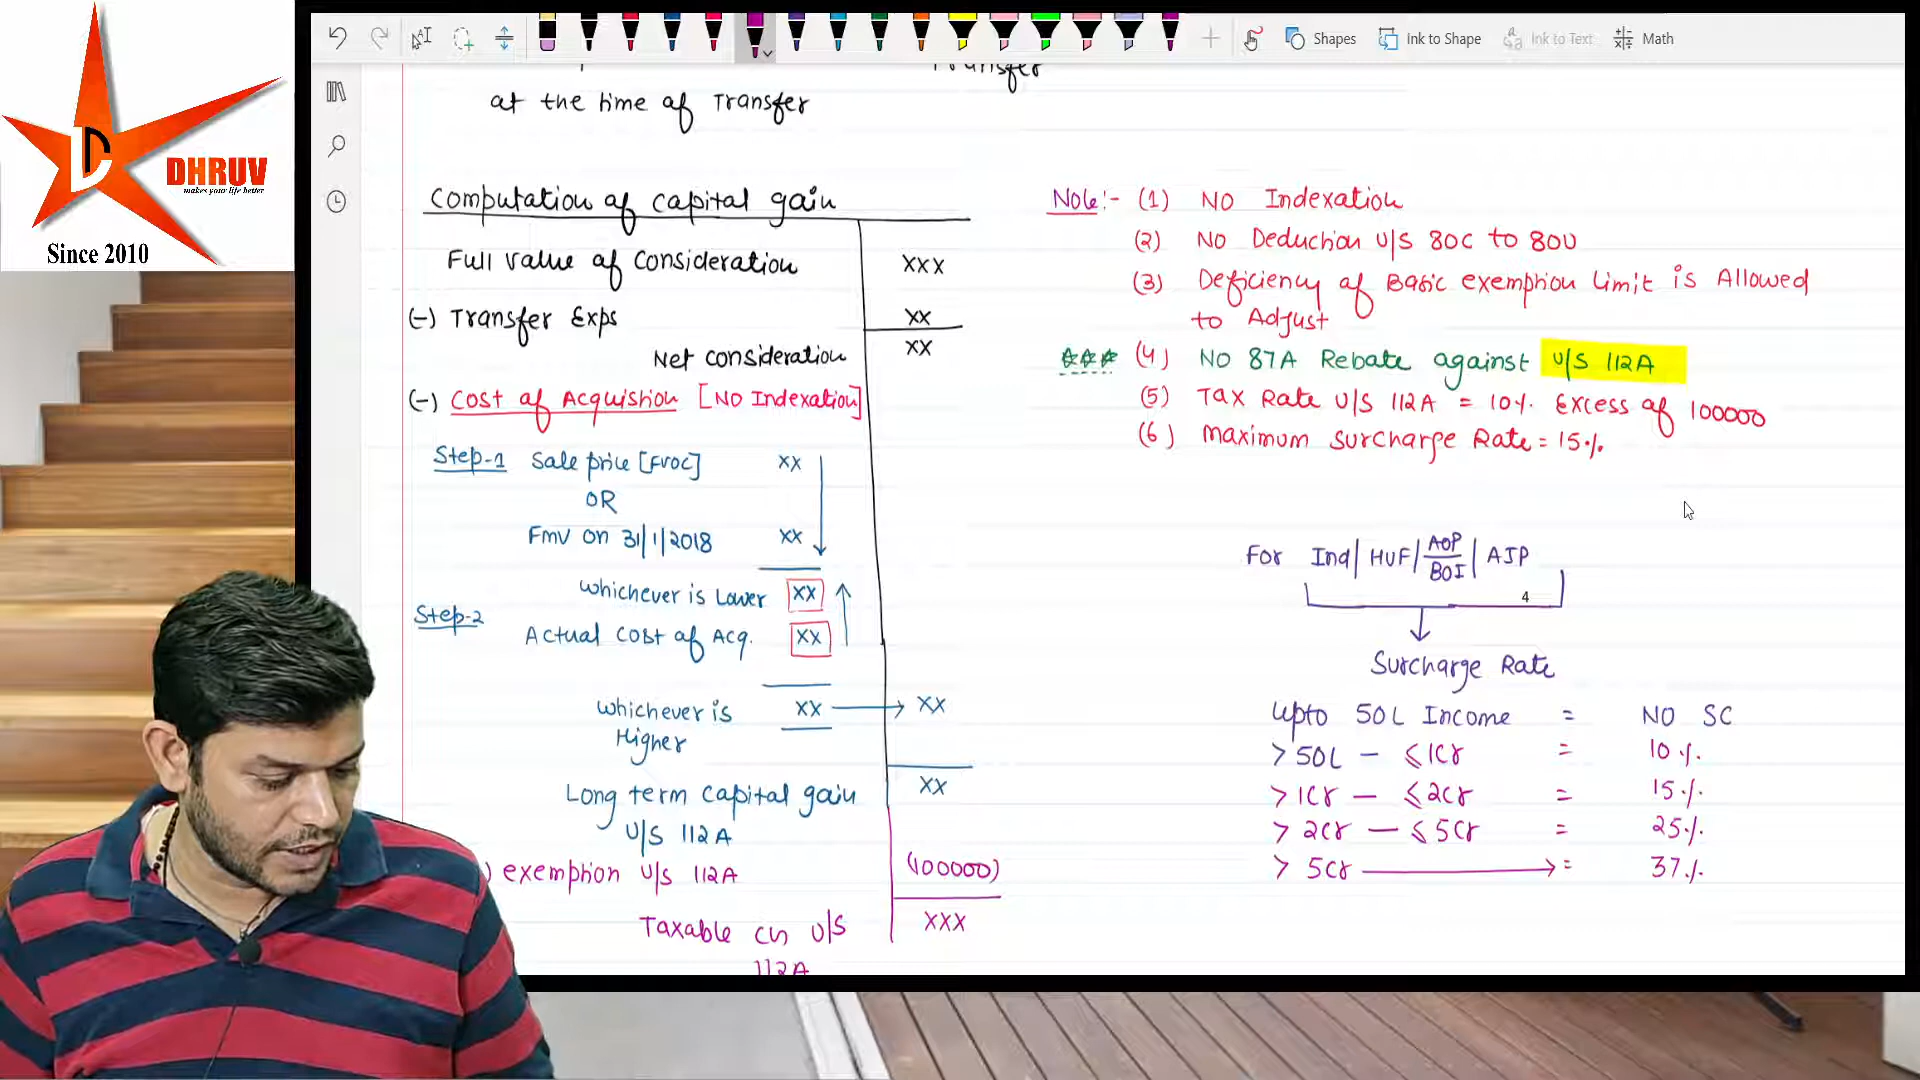 DHRUV
makes your life better
Since 2010
Shapes
Ink to Shape
Ink to Text
Math
Transfer
at the time of Transfer
Computation of capital gain
Full value of Consideration XXX
(-) Transfer Exps XX
Net consideration XX
(-) Cost of Acquistion [NO Indexation]
Step-1 Sale price [FVOC] XX
OR
Fmv on 31/1/2018 XX
whichever is Lower XX
Step-2 Actual cost of Acq. XX
whichever is XX → XX
Higher
Long term capital gain XX
U/S 112A
) exemption U/S 112A (100000)
Taxable CG U/S XXX
112A
Note:- (1) NO Indexation
(2) NO Deduction U/S 80C to 80U
(3) Deficiency of Basic exemption limit is Allowed
to Adjust
*** (4) NO 87A Rebate against U/S 112A
(5) Tax Rate U/S 112A = 10% Excess of 100000
(6) Maximum Surcharge Rate = 15%
For Ind | HUF | AOP/BOI | AJP
4
Surcharge Rate
Upto 50L Income = NO SC
> 50L - ≤1Cr = 10%
> 1Cr - ≤2Cr = 15%
> 2Cr - ≤5Cr = 25%
> 5Cr → = 37%